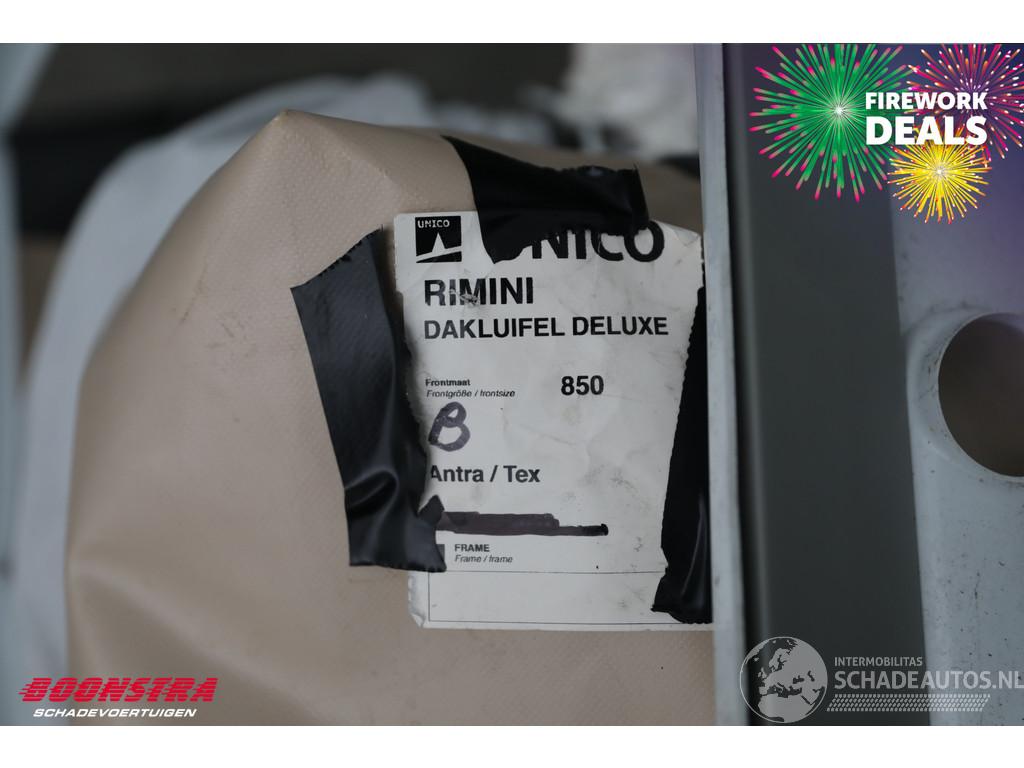 FIREWORK
DEALS
UNICO
UNICO
RIMINI
DAKLUIFEL DELUXE
Frontmaat
Frontgröße / frontsize
850
B
Antra / Tex
FRAME
Frame / frame
BOONSTRA
SCHADEVOERTUIGEN
INTERMOBILITAS
SCHADEAUTOS.NL